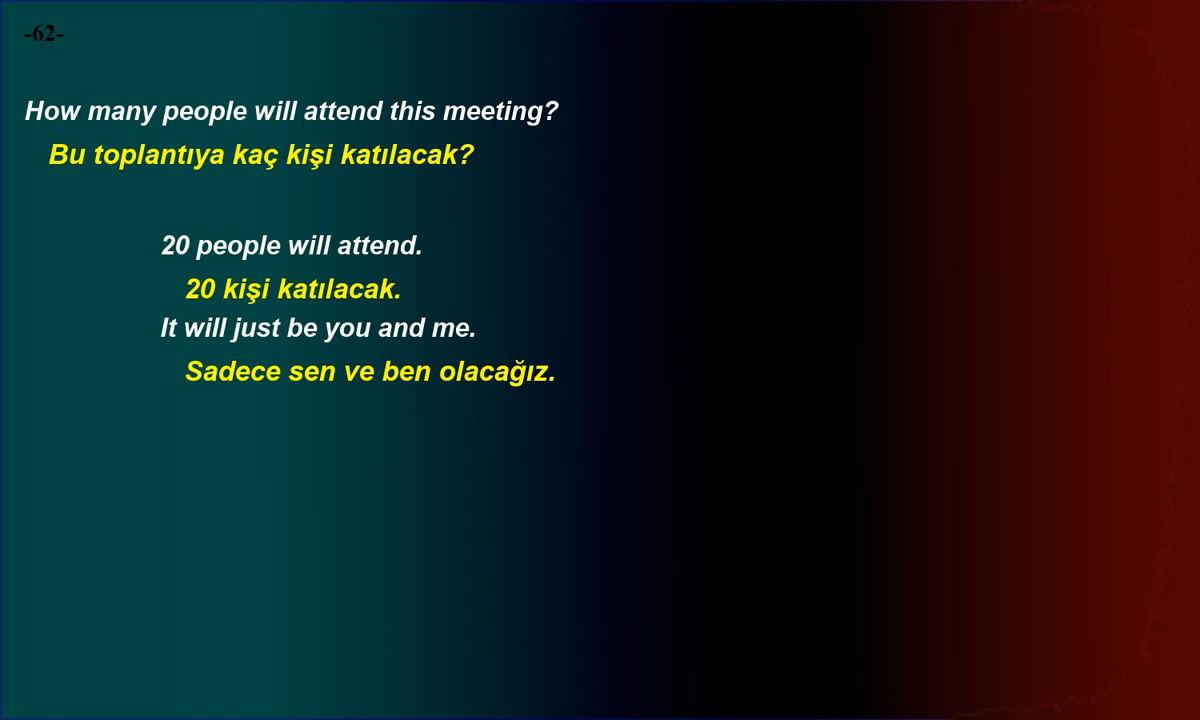 -62-
How many people will attend this meeting?
Bu toplantıya kaç kişi katılacak?
20 people will attend.
20 kişi katılacak.
It will just be you and me.
Sadece sen ve ben olacağız.